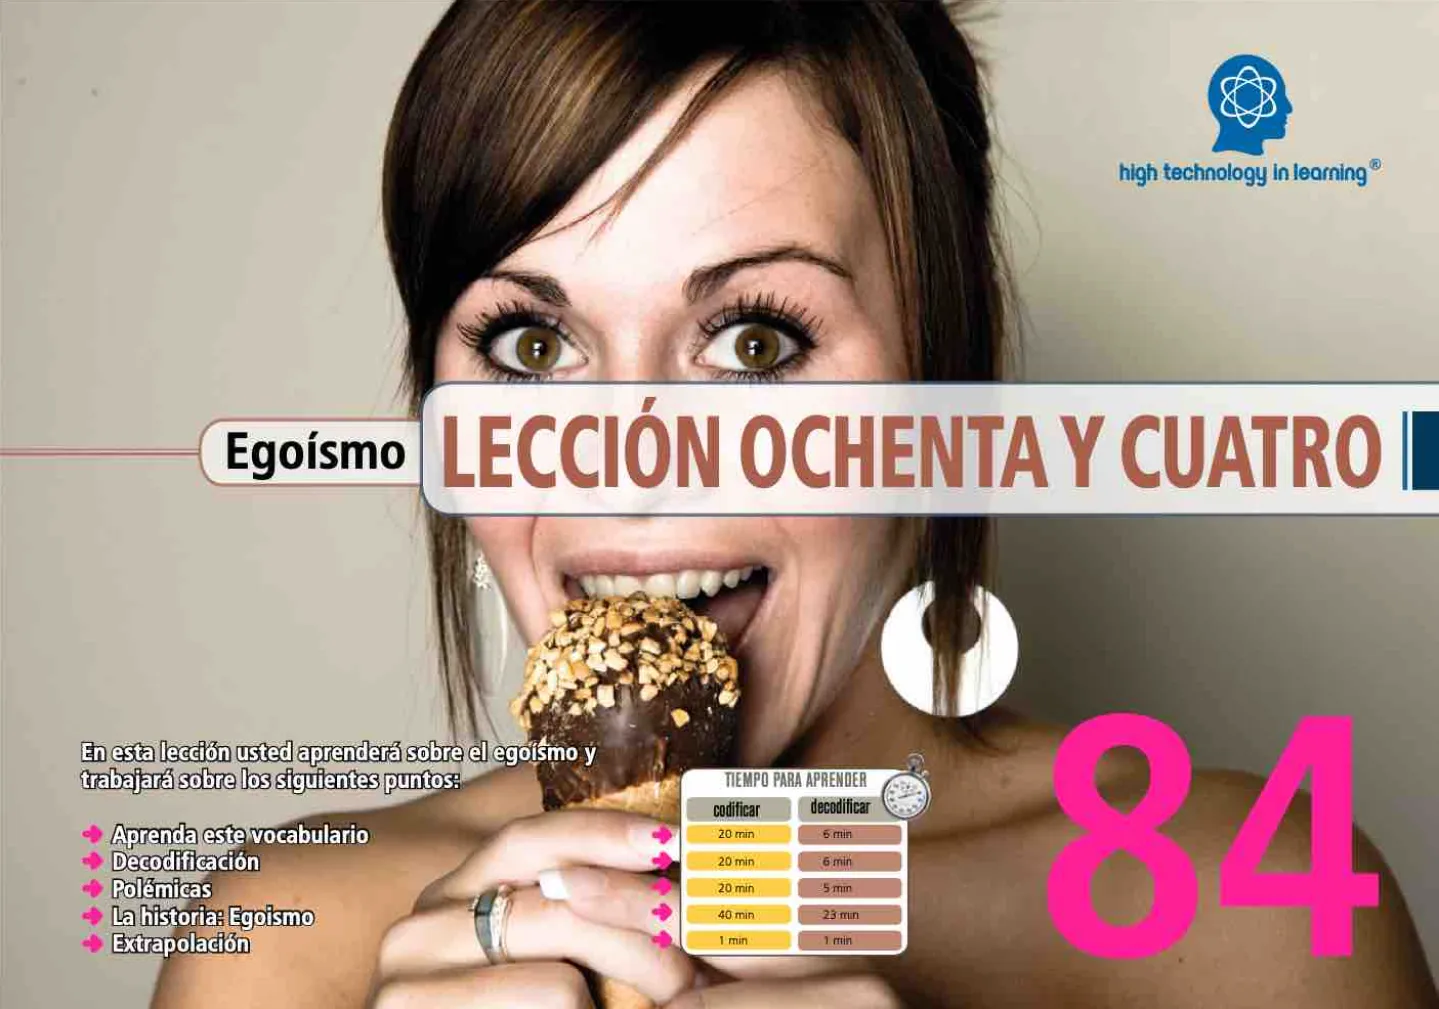 high technology in learning®
Egoísmo
LECCIÓN OCHENTA Y CUATRO
En esta lección usted aprenderá sobre el egoísmo y
trabajará sobre los siguientes puntos:
Aprenda este vocabulario
Decodificación
Polémicas
La historia: Egoismo
Extrapolación
TIEMPO PARA APRENDER
codificar decodificar
20 min 6 min
20 min 6 min
20 min 5 min
40 min 23 min
1 min 1 min
84